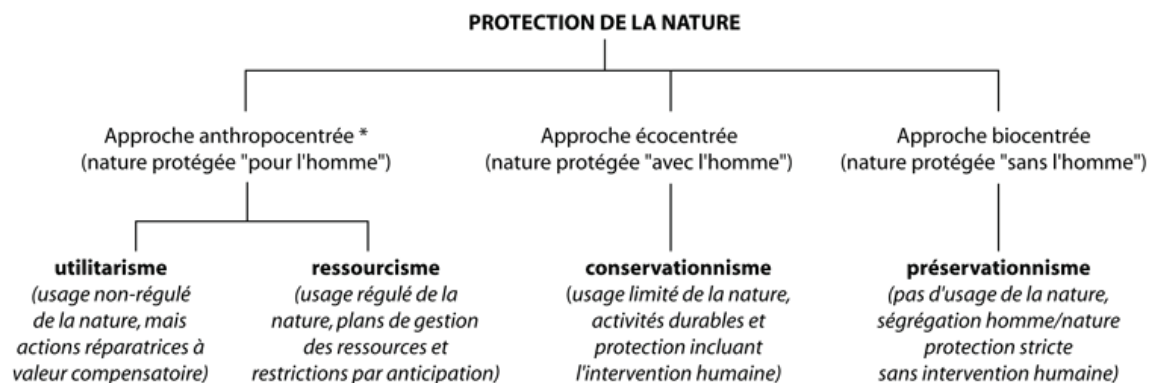 PROTECTION DE LA NATURE
Approche anthropocentrée *
(nature protégée "pour l'homme")
Approche écocentrée
(nature protégée "avec l'homme")
Approche biocentrée
(nature protégée "sans l'homme")
utilitarisme
(usage non-régulé
de la nature, mais
actions réparatrices à
valeur compensatoire)
ressourcisme
(usage régulé de la
nature, plans de gestion
des ressources et
restrictions par anticipation)
conservationnisme
(usage limité de la nature,
activités durables et
protection incluant
l'intervention humaine)
préservationnisme
(pas d'usage de la nature,
ségrégation homme/nature
protection stricte
sans intervention humaine)